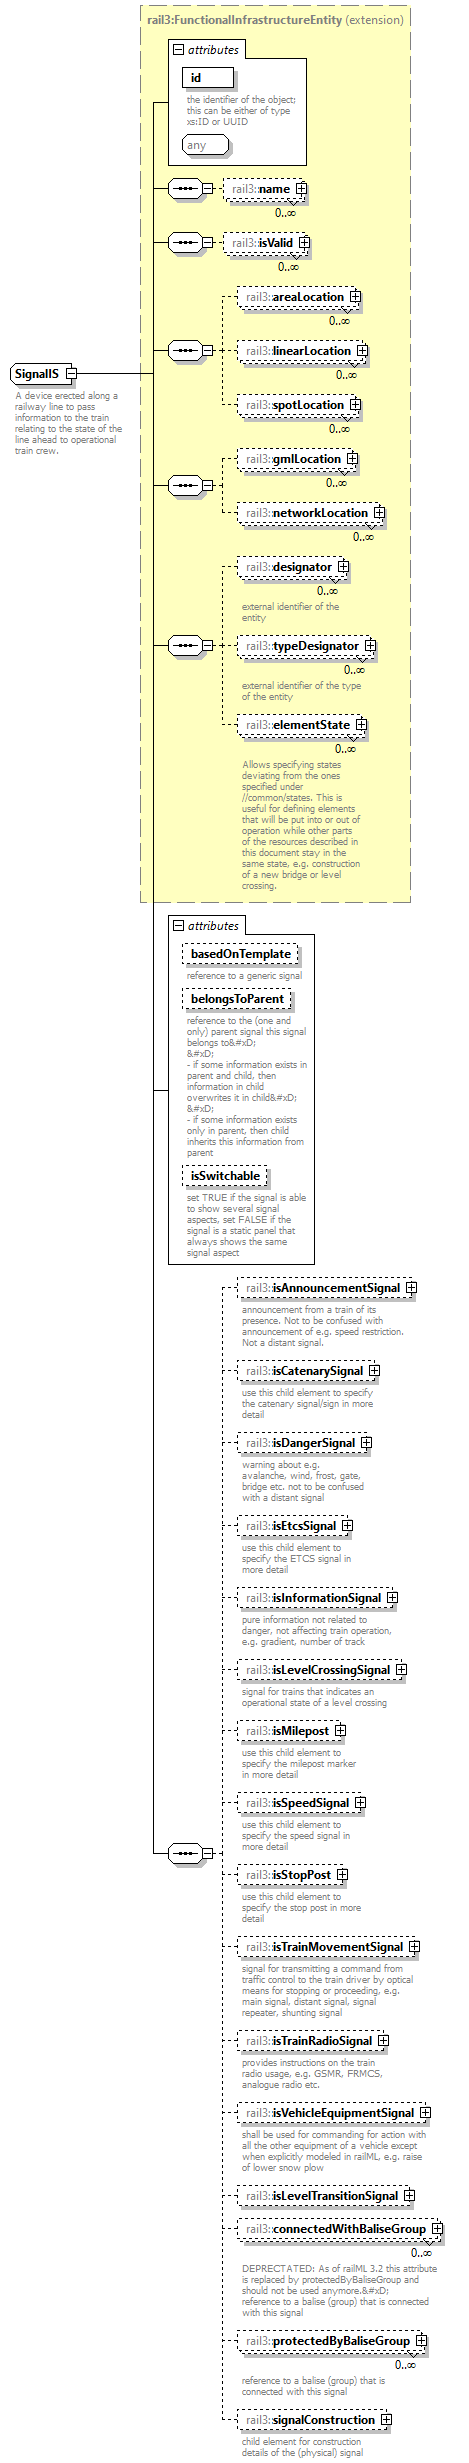 rail3:FunctionalInfrastructureEntity (extension)
attributes
id
the identifier of the object;
this can be either of type
xs:ID or UUID
any
rail3::name
0..∞
rail3::isValid
0..∞
rail3::areaLocation
0..∞
rail3::linearLocation
0..∞
SignalIS
A device erected along a
railway line to pass
information to the train
relating to the state of the
line ahead to operational
train crew.
rail3::spotLocation
0..∞
rail3::gmlLocation
0..∞
rail3::networkLocation
0..∞
rail3::designator
0..∞
external identifier of the
entity
rail3::typeDesignator
0..∞
external identifier of the type
of the entity
rail3::elementState
0..∞
Allows specifying states
deviating from the ones
specified under
//common/states. This is
useful for defining elements
that will be put into or out of
operation while other parts
of the resources described in
this document stay in the
same state, e.g. construction
of a new bridge or level
crossing.
attributes
basedOnTemplate
reference to a generic signal
belongsToParent
reference to the (one and
only) parent signal this signal
belongs to&#xD;
&#xD;
- if some information exists in
parent and child, then
information in child
overwrites it in child&#xD;
&#xD;
- if some information exists
only in parent, then child
inherits this information from
parent
isSwitchable
set TRUE if the signal is able
to show several signal
aspects, set FALSE if the
signal is a static panel that
always shows the same
signal aspect
rail3::isAnnouncementSignal
announcement from a train of its
presence. Not to be confused with
announcement of e.g. speed restriction.
Not a distant signal.
rail3::isCatenarySignal
use this child element to specify
the catenary signal/sign in more
detail
rail3::isDangerSignal
warning about e.g.
avalanche, wind, frost, gate,
bridge etc. not to be confused
with a distant signal
rail3::isEtcsSignal
use this child element to
specify the ETCS signal in
more detail
rail3::isInformationSignal
pure information not related to
danger, not affecting train operation,
e.g. gradient, number of track
rail3::isLevelCrossingSignal
signal for trains that indicates an
operational state of a level crossing
rail3::isMilepost
use this child element to
specify the milepost marker
in more detail
rail3::isSpeedSignal
use this child element to
specify the speed signal in
more detail
rail3::isStopPost
use this child element to
specify the stop post in more
detail
rail3::isTrainMovementSignal
signal for transmitting a command from
traffic control to the train driver by optical
means for stopping or proceeding, e.g.
main signal, distant signal, signal
repeater, shunting signal
rail3::isTrainRadioSignal
provides instructions on the train
radio usage, e.g. GSMR, FRMCS,
analogue radio etc.
rail3::isVehicleEquipmentSignal
shall be used for commanding for action with
all the other equipment of a vehicle except
when explicitly modeled in railML, e.g. raise
of lower snow plow
rail3::isLevelTransitionSignal
rail3::connectedWithBaliseGroup
0..∞
DEPRECTATED: As of railML 3.2 this attribute
is replaced by protectedByBaliseGroup and
should not be used anymore.&#xD;
reference to a balise (group) that is connected
with this signal
rail3::protectedByBaliseGroup
0..∞
reference to a balise (group) that is
connected with this signal
rail3::signalConstruction
child element for construction
details of the (physical) signal